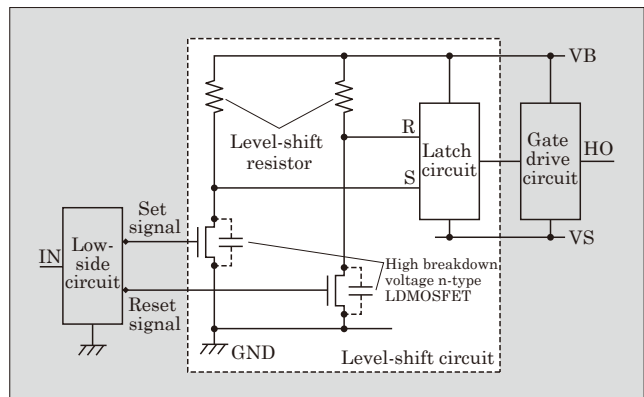 VB
Level-shift
resistor
R
S
Latch
circuit
Gate
drive
circuit
HO
VS
Set
signal
IN
Low-
side
circuit
Reset
signal
High breakdown
voltage n-type
LDMOSFET
GND
Level-shift circuit